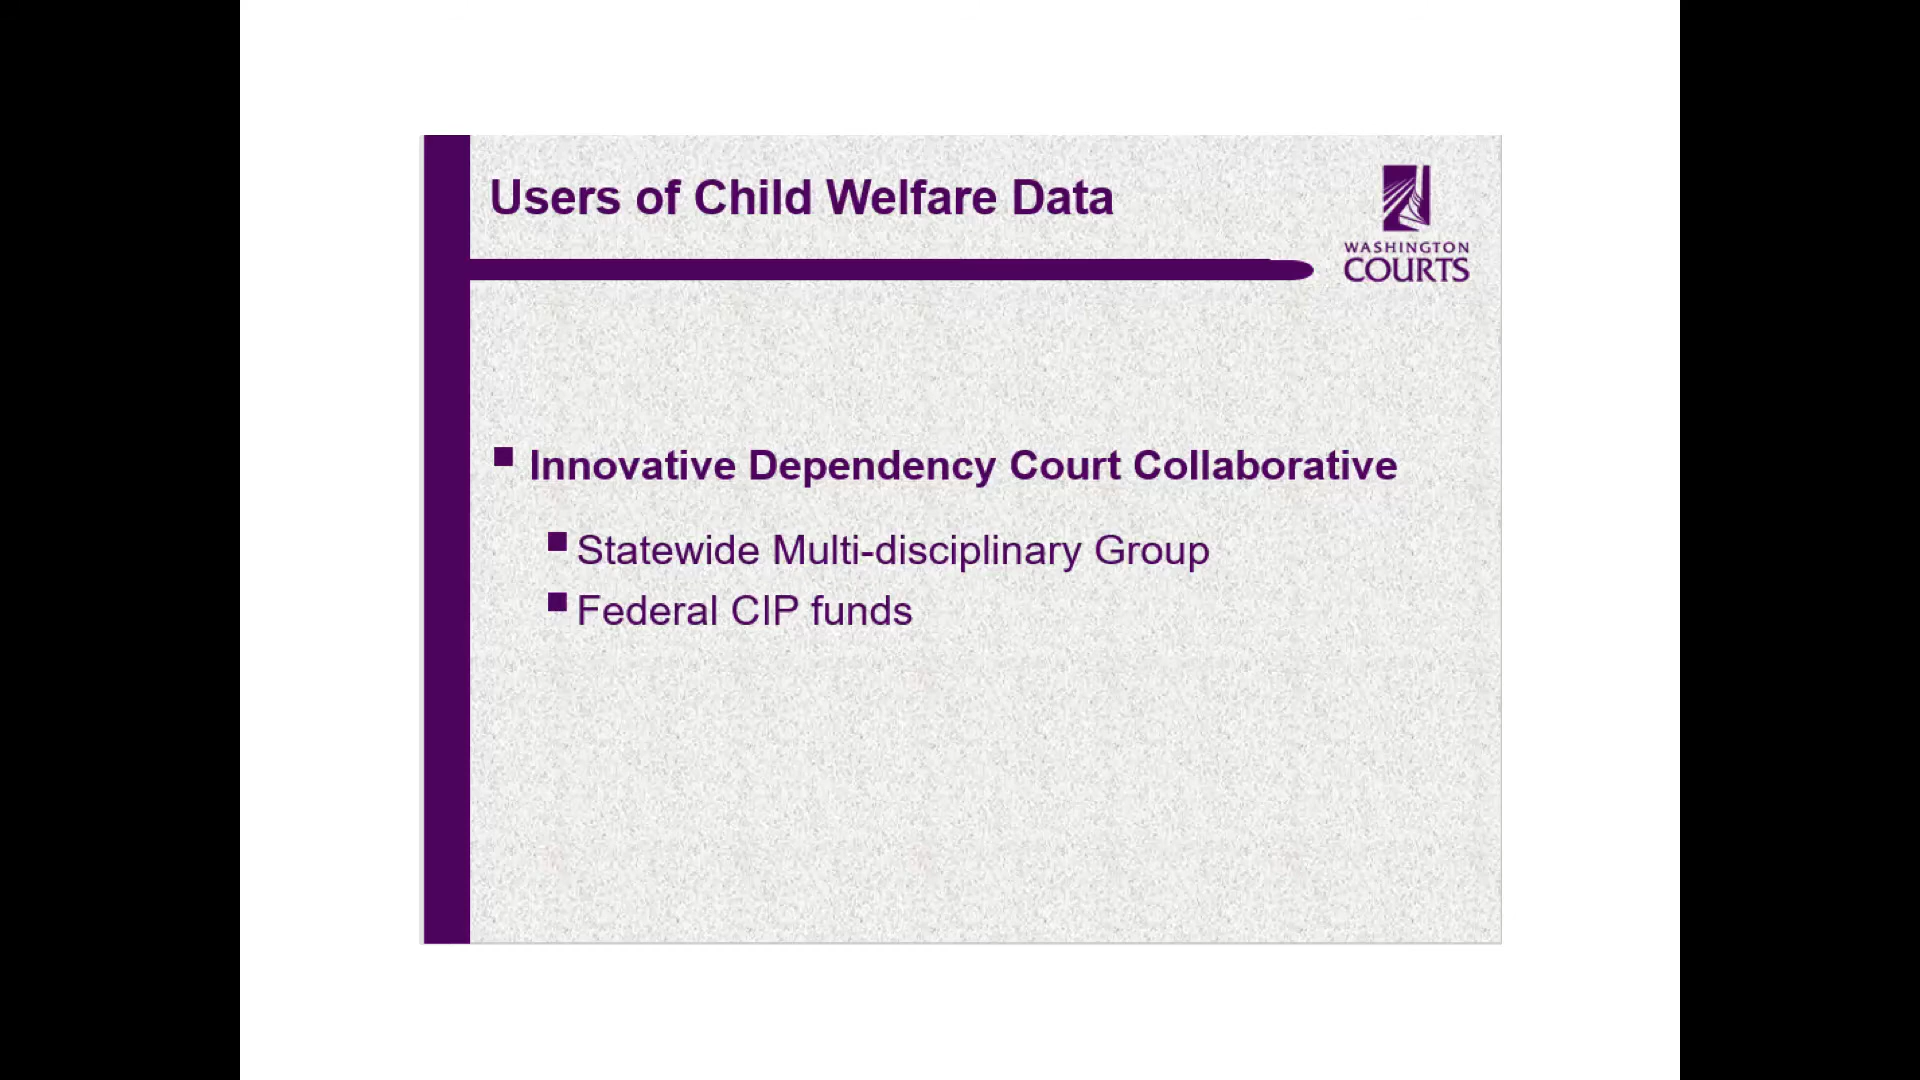 Users of Child Welfare Data
WASHINGTON
COURTS
Innovative Dependency Court Collaborative
Statewide Multi-disciplinary Group
Federal CIP funds